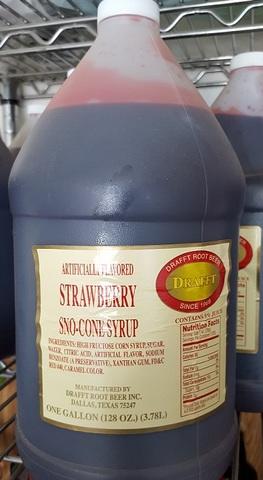 ARTIFICIALLY FLAVORED
STRAWBERRY
SNO-CONE SYRUP
INGREDIENTS: HIGH FRUCTOSE CORN SYRUP, SUGAR,
WATER, CITRIC ACID, ARTIFICIAL FLAVOR, SODIUM
BENZOATE (A PRESERVATIVE), XANTHAN GUM, FD&C
RED #40, CARAMEL COLOR.
MANUFACTURED BY
DRAFFT ROOT BEER INC.
DALLAS, TEXAS 75247
ONE GALLON (128 OZ.) (3.78L)
DRAFFT ROOT BEER
DRAFFT
SINCE
CONTAINS 0% JUICE
Nutrition Facts